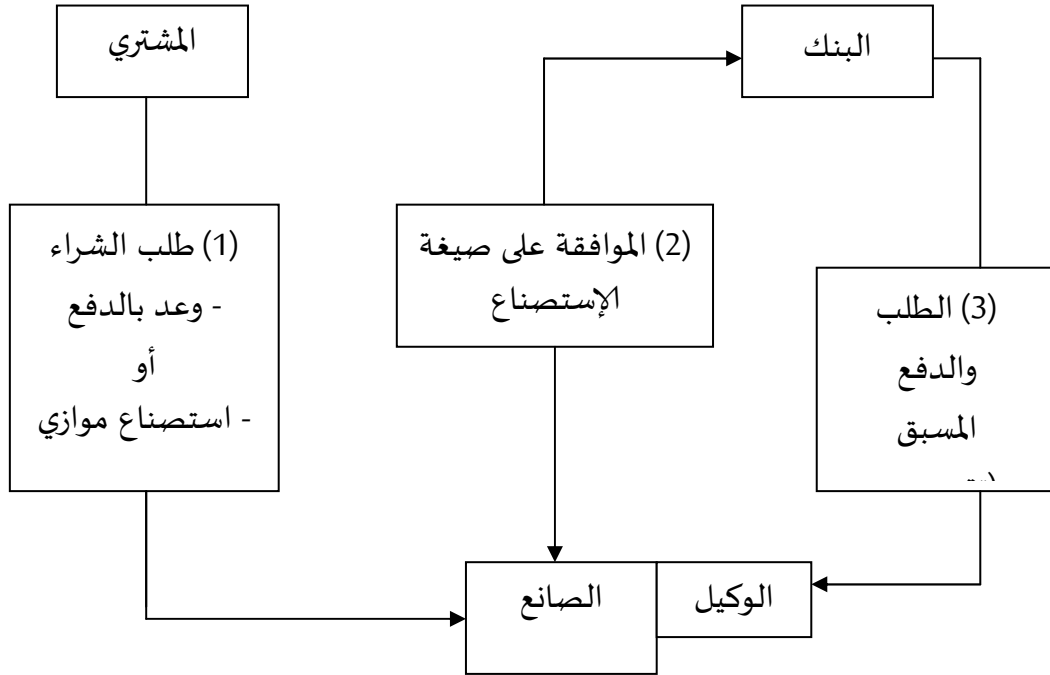 المشتري
البنك
(1) طلب الشراء
- وعد بالدفع
أو
- استصناع موازي
(2) الموافقة على صيغة
الإستصناع
(3) الطلب
والدفع
المسبق
الصانع
الوكيل